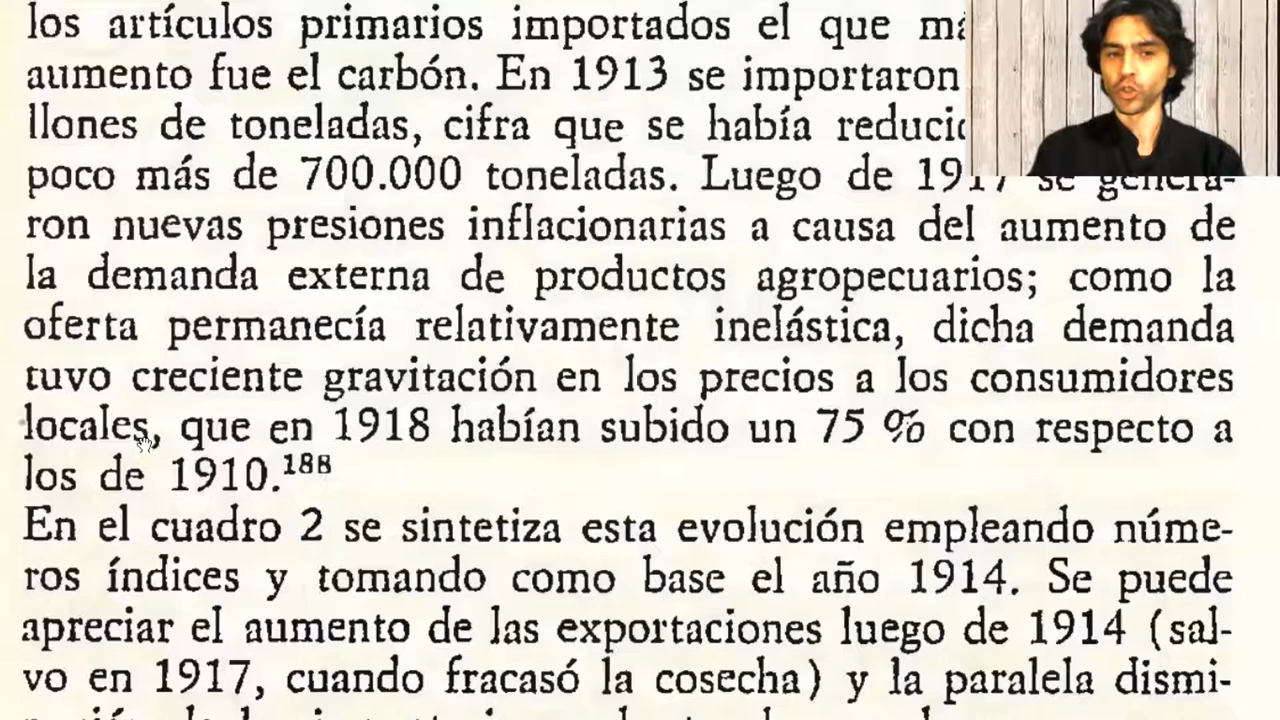 los artículos primarios importados el que
aumento fue el carbón. En 1913 se importaron
llones de toneladas, cifra que se había
poco más de 700.000 toneladas. Luego de 1917 se genera-
ron nuevas presiones inflacionarias a causa del aumento de
la demanda externa de productos agropecuarios; como la
oferta permanecía relativamente inelástica, dicha demanda
tuvo creciente gravitación en los precios a los consumidores
locales, que en 1918 habían subido un 75 % con respecto a
los de 1910.¹⁸⁸
En el cuadro 2 se sintetiza esta evolución empleando núme-
ros índices y tomando como base el año 1914. Se puede
apreciar el aumento de las exportaciones luego de 1914 (sal-
vo en 1917, cuando fracasó la cosecha) y la paralela dismi-